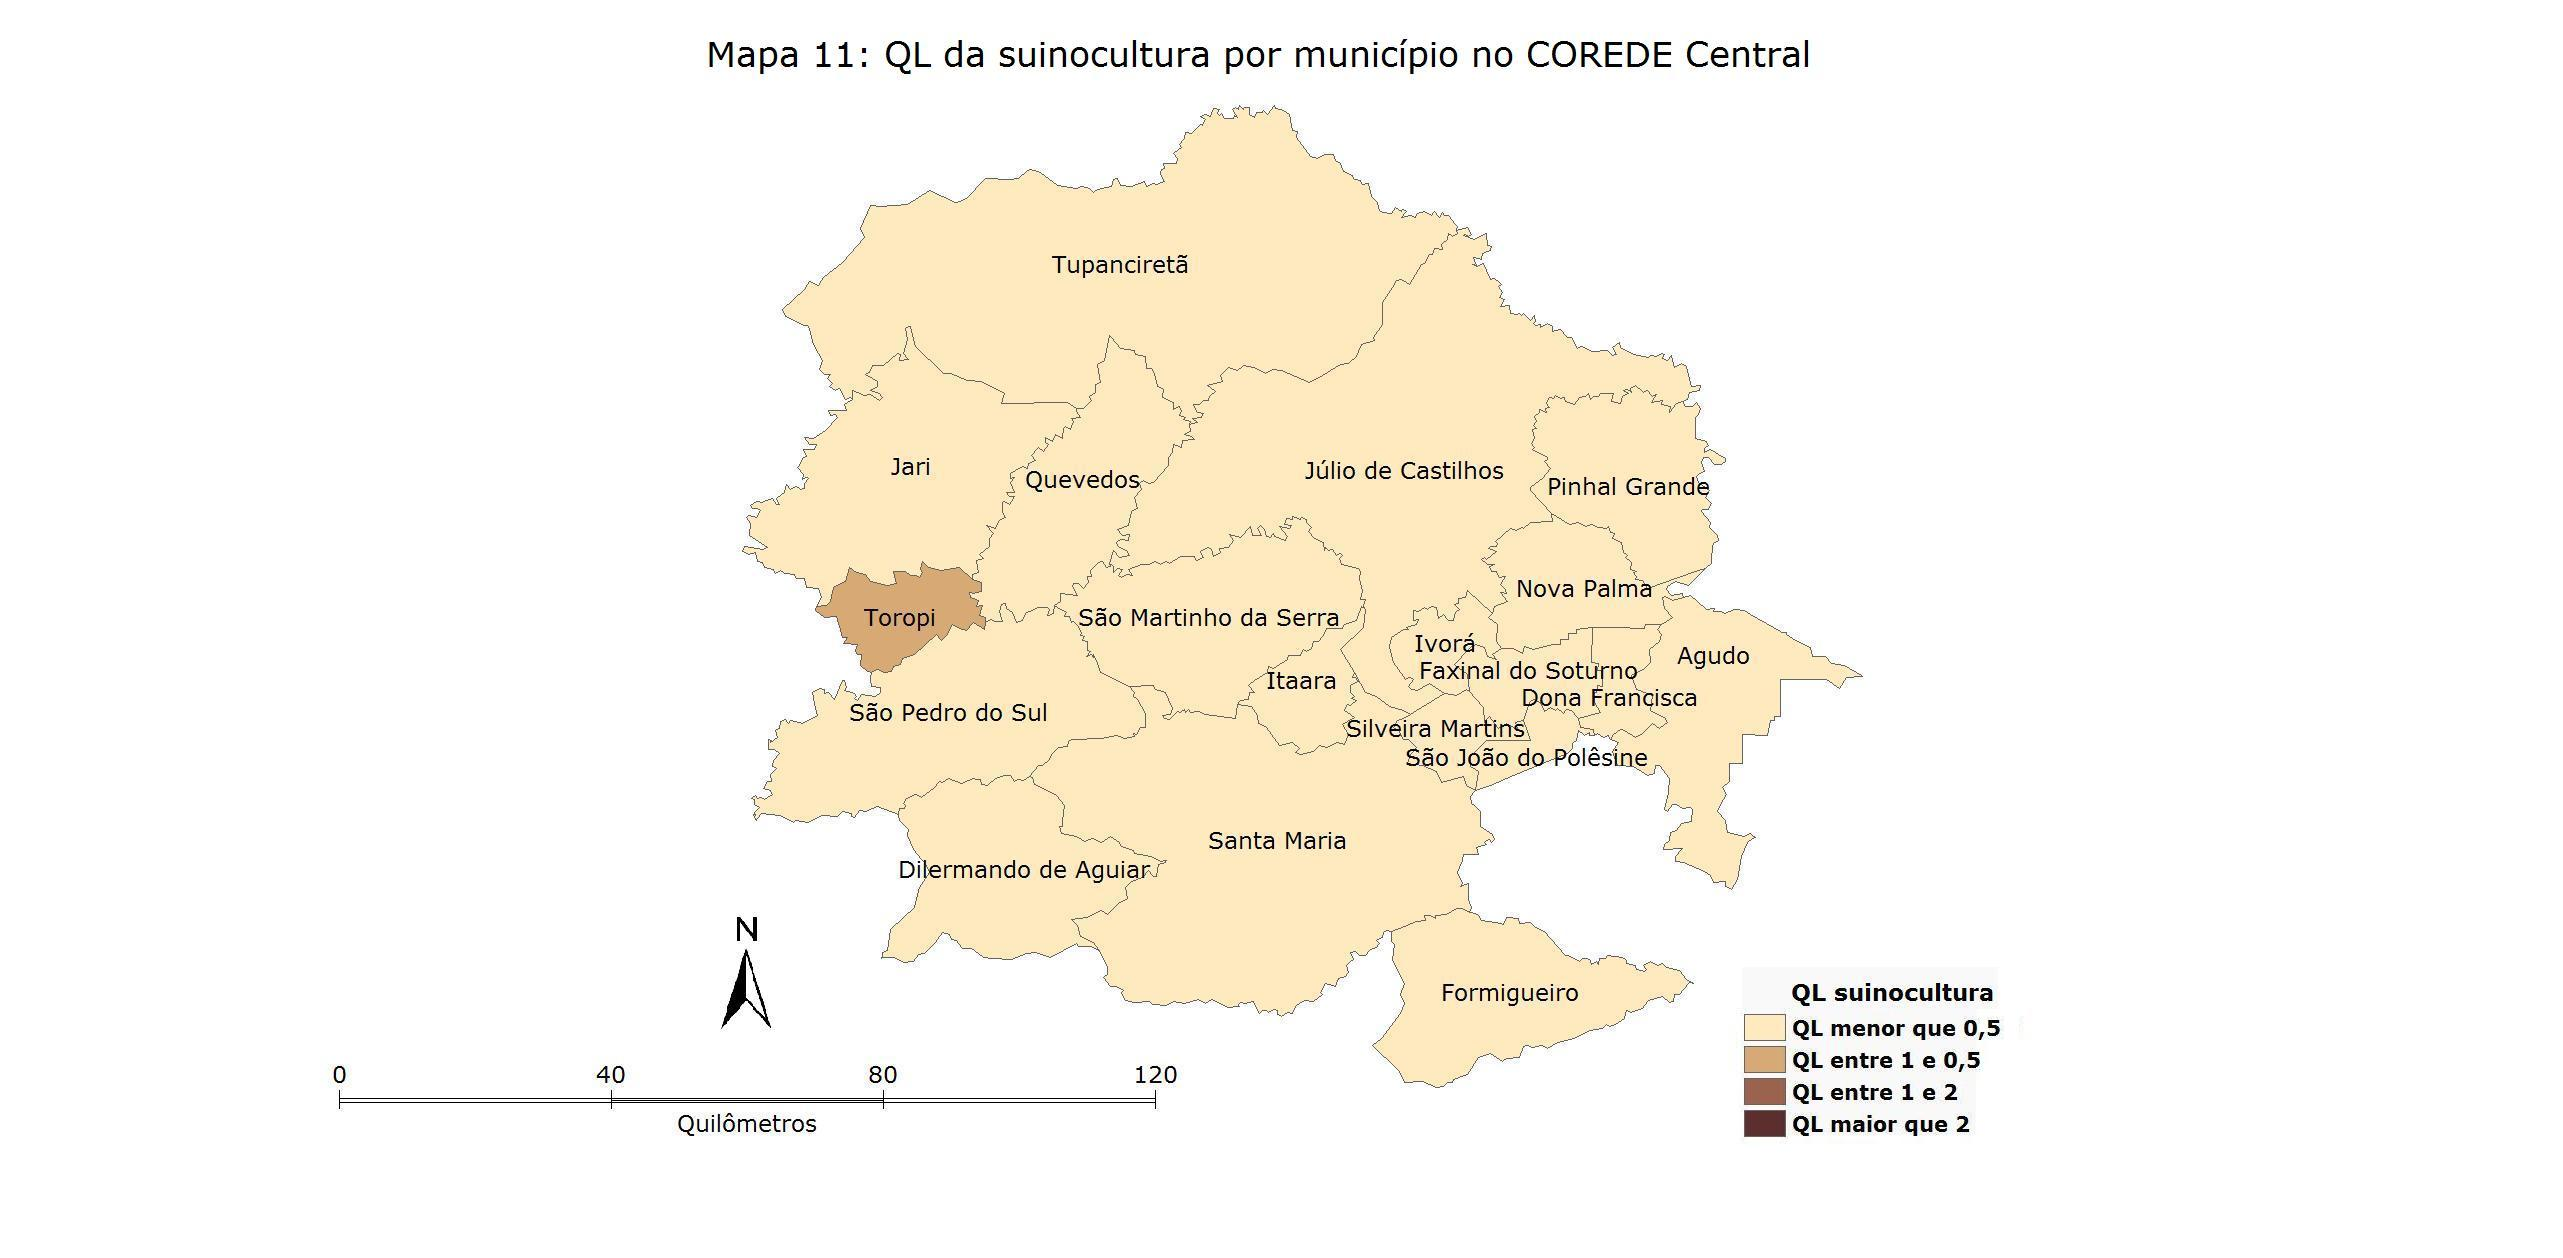 Mapa 11: QL da suinocultura por município no COREDE Central
Tupanciretã
Jari
Quevedos
Júlio de Castilhos
Pinhal Grande
Nova Palma
Toropi
São Martinho da Serra
Ivorá
Agudo
Faxinal do Soturno
Itaara
Dona Francisca
São Pedro do Sul
Silveira Martins
São João do Polêsine
Santa Maria
Dilermando de Aguiar
N
Formigueiro
QL suinocultura
QL menor que 0,5
QL entre 1 e 0,5
QL entre 1 e 2
QL maior que 2
0 40 80 120
Quilômetros